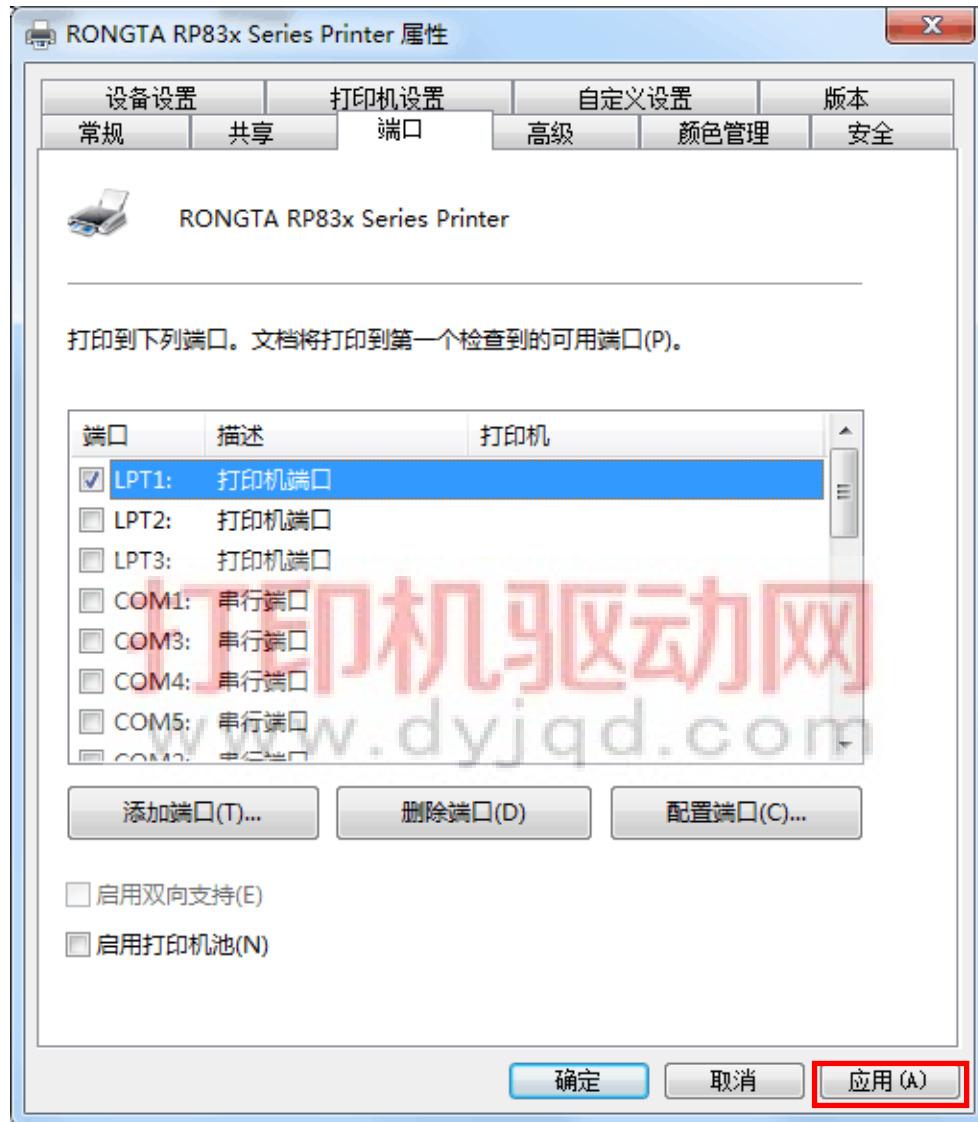 RONGTA RP83x Series Printer 属性
设备设置 打印机设置 自定义设置 版本
常规 共享 端口 高级 颜色管理 安全
RONGTA RP83x Series Printer
打印到下列端口。文档将打印到第一个检查到的可用端口(P)。
端口 描述 打印机
LPT1: 打印机端口
LPT2: 打印机端口
LPT3: 打印机端口
COM1: 串行端口
COM3: 串行端口
COM4: 串行端口
COM5: 串行端口
COM2: 串行端口
打印机驱动网
www.dyjqd.com
添加端口(T)... 删除端口(D) 配置端口(C)...
启用双向支持(E)
启用打印机池(N)
确定 取消 应用(A)